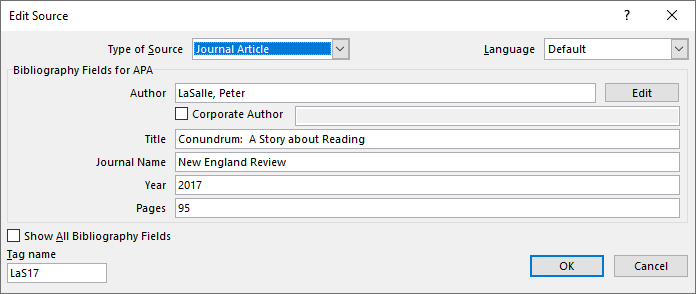 Edit Source ? ×
Type of Source Journal Article Language Default
Bibliography Fields for APA
Author LaSalle, Peter Edit
Corporate Author
Title Conundrum:  A Story about Reading
Journal Name New England Review
Year 2017
Pages 95
Show All Bibliography Fields
Tag name
LaS17 OK Cancel